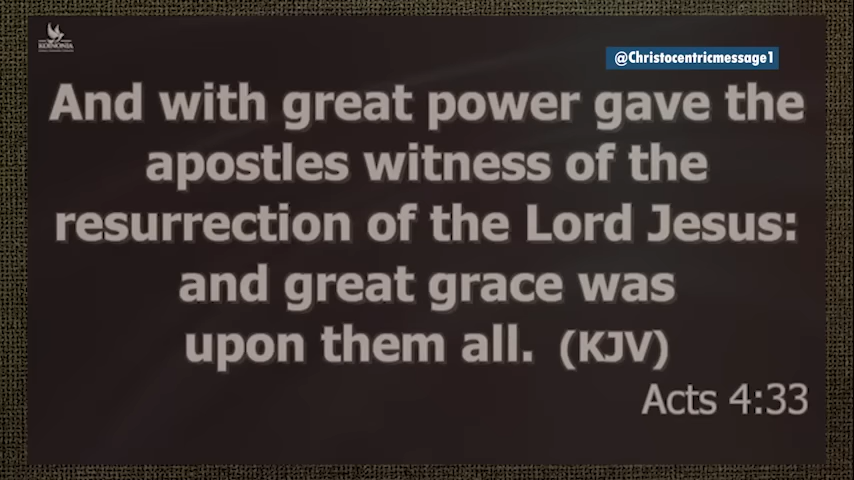 KOINONIA
@Christocentricmessage1
And with great power gave the
apostles witness of the
resurrection of the Lord Jesus:
and great grace was
upon them all. (KJV)
Acts 4:33